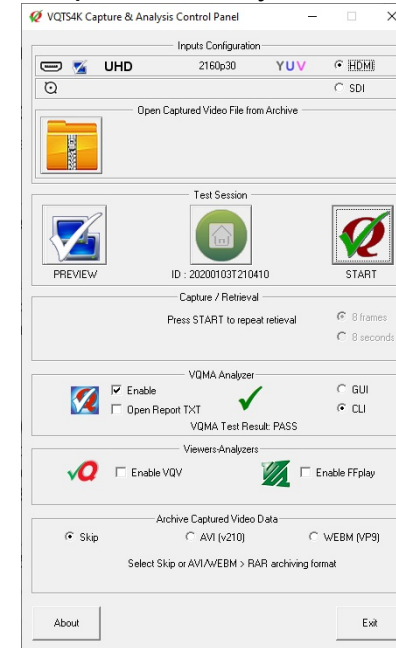 VQTS4K Capture & Analysis Control Panel
Inputs Configuration
UHD 2160p30 YUV HDMI
SDI
Open Captured Video File from Archive
Test Session
PREVIEW ID : 20200103T210410 START
Capture / Retrieval
Press START to repeat retrieval 8 frames
8 seconds
VQMA Analyzer
Enable GUI
Open Report TXT CLI
VQMA Test Result: PASS
Viewers-Analyzers
Enable VQV Enable FFplay
Archive Captured Video Data
Skip AVI (v210) WEBM (VP9)
Select Skip or AVI/WEBM > RAR archiving format
About Exit